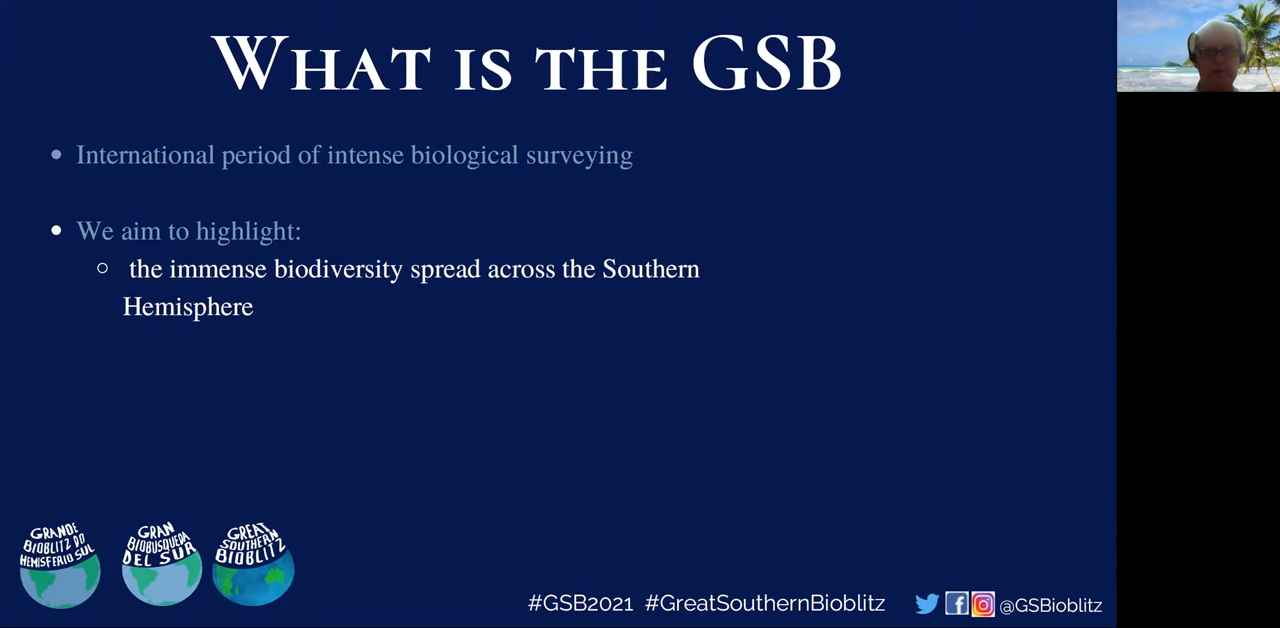 WHAT IS THE GSB
International period of intense biological surveying
We aim to highlight:
the immense biodiversity spread across the Southern
Hemisphere
GRANDE
BIOBLITZ DO
HEMISFERIO SUL
GRAN
BIOBUSQUEDA
DEL SUR
GREAT
SOUTHERN
BIOBLITZ
#GSB2021 #GreatSouthernBioblitz
@GSBioblitz